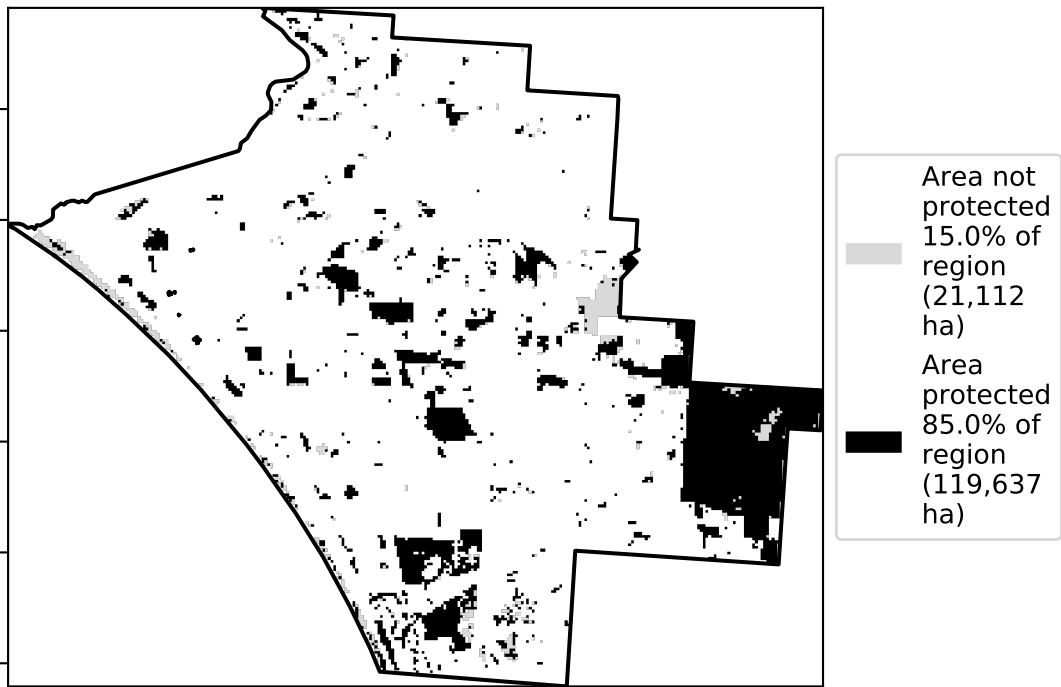 Area not
protected
15.0% of
region
(21,112
ha)
Area
protected
85.0% of
region
(119,637
ha)